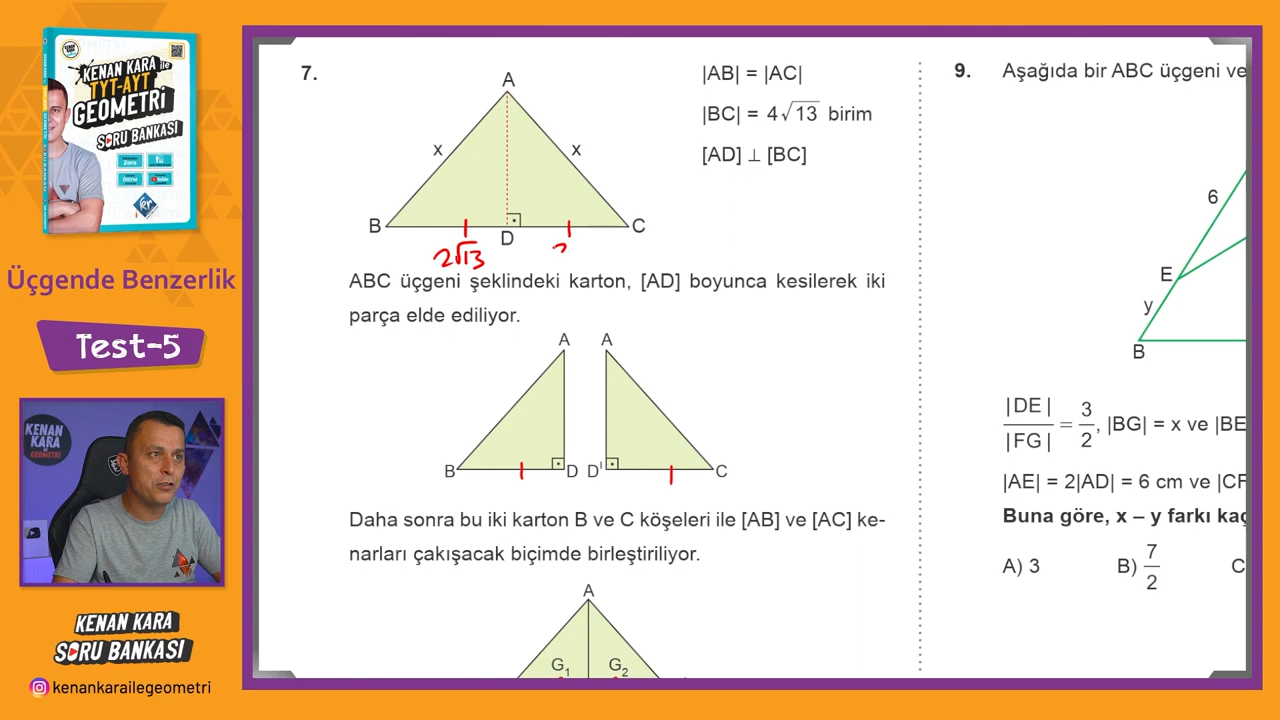 KENAN KARA ile
TYT-AYT
GEOMETRİ
SORU BANKASI
Üçgende Benzerlik
Test-5
KENAN
KARA
GEOMETRİ
KENAN KARA
SORU BANKASI
kenankarailegeometri
7.
A
x
x
B
D
C
2√13
|AB| = |AC|
|BC| = 4√13 birim
[AD] ⊥ [BC]
ABC üçgeni şeklindeki karton, [AD] boyunca kesilerek iki
parça elde ediliyor.
A
A
B
D
D'
C
Daha sonra bu iki karton B ve C köşeleri ile [AB] ve [AC] ke-
narları çakışacak biçimde birleştiriliyor.
A
G₁
G₂
9.
Aşağıda bir ABC üçgeni ve
6
E
y
B
|DE|/|FG| = 3/2, |BG| = x ve |BE
|AE| = 2|AD| = 6 cm ve |CF
Buna göre, x – y farkı kaç
A) 3
B) 7/2
C